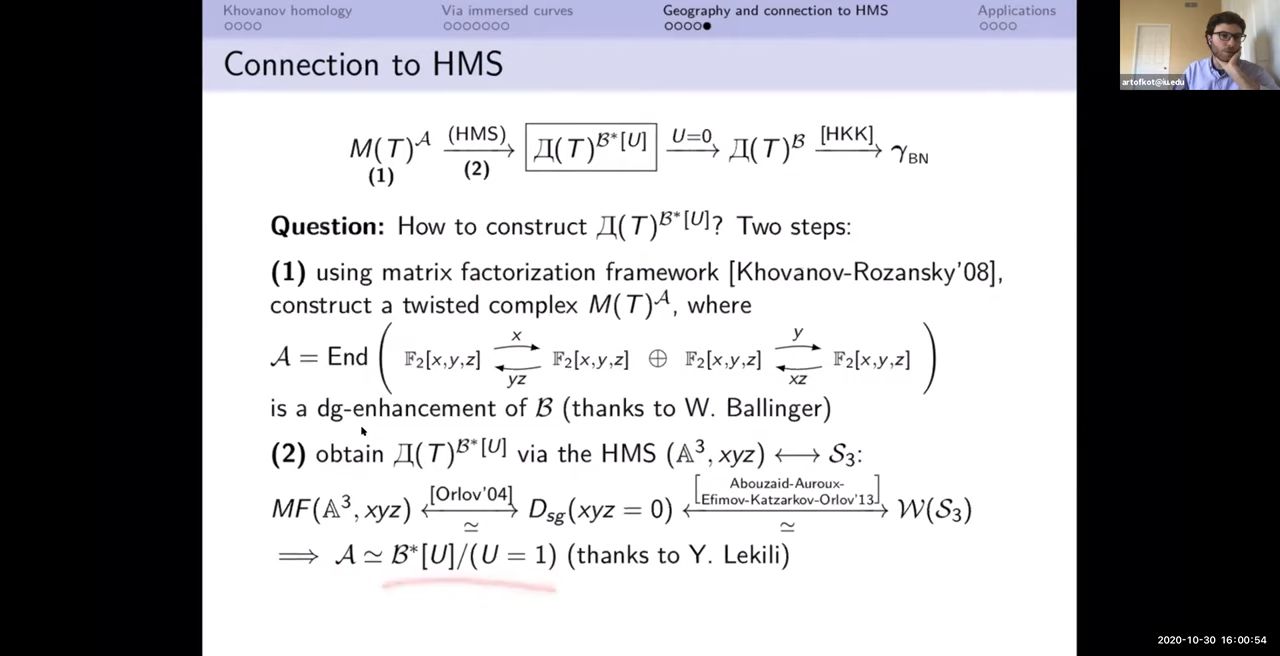 Khovanov homology Via immersed curves Geography and connection to HMS Applications
Connection to HMS
M(T)^𝒜 (HMS) (2) Д(T)^ℬ*[U] U=0 Д(T)^ℬ [HKK] γ_BN
(1)
Question: How to construct Д(T)^ℬ*[U]? Two steps:
(1) using matrix factorization framework [Khovanov-Rozansky'08],
construct a twisted complex M(T)^𝒜, where
𝒜 = End ( 𝔽₂[x,y,z] x yz 𝔽₂[x,y,z] ⊕ 𝔽₂[x,y,z] y xz 𝔽₂[x,y,z] )
is a dg-enhancement of ℬ (thanks to W. Ballinger)
(2) obtain Д(T)^ℬ*[U] via the HMS (𝔸³, xyz) ⟷ 𝒮₃:
MF(𝔸³, xyz) [Orlov'04] ≃ D_sg(xyz = 0) [Abouzaid-Auroux-Efimov-Katzarkov-Orlov'13] ≃ 𝒲(𝒮₃)
⟹ 𝒜 ≃ ℬ*[U]/(U = 1) (thanks to Y. Lekili)
artofkot@iu.edu
2020-10-30 16:00:54